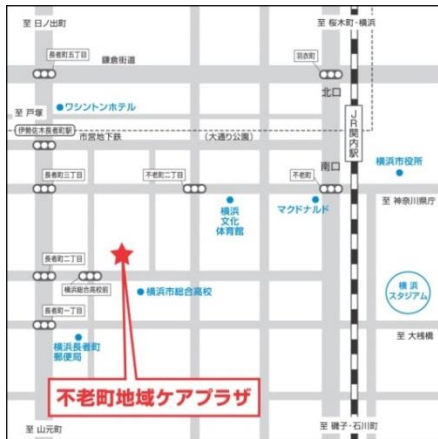 至 日ノ出町
至 桜木町・横浜
長者町五丁目
鎌倉街道
羽衣町
北口
至 戸塚
ワシントンホテル
伊勢佐木長者町駅
市営地下鉄
(大通り公園)
JR関内駅
南口
横浜市役所
長者町三丁目
不老町二丁目
不老町
横浜
文化
体育館
マクドナルド
至 神奈川県庁
長者町二丁目
横浜総合高校前
横浜市総合高校
横浜
スタジアム
長者町一丁目
横浜長者町
郵便局
至 大桟橋
不老町地域ケアプラザ
至 山元町
至 磯子・石川町